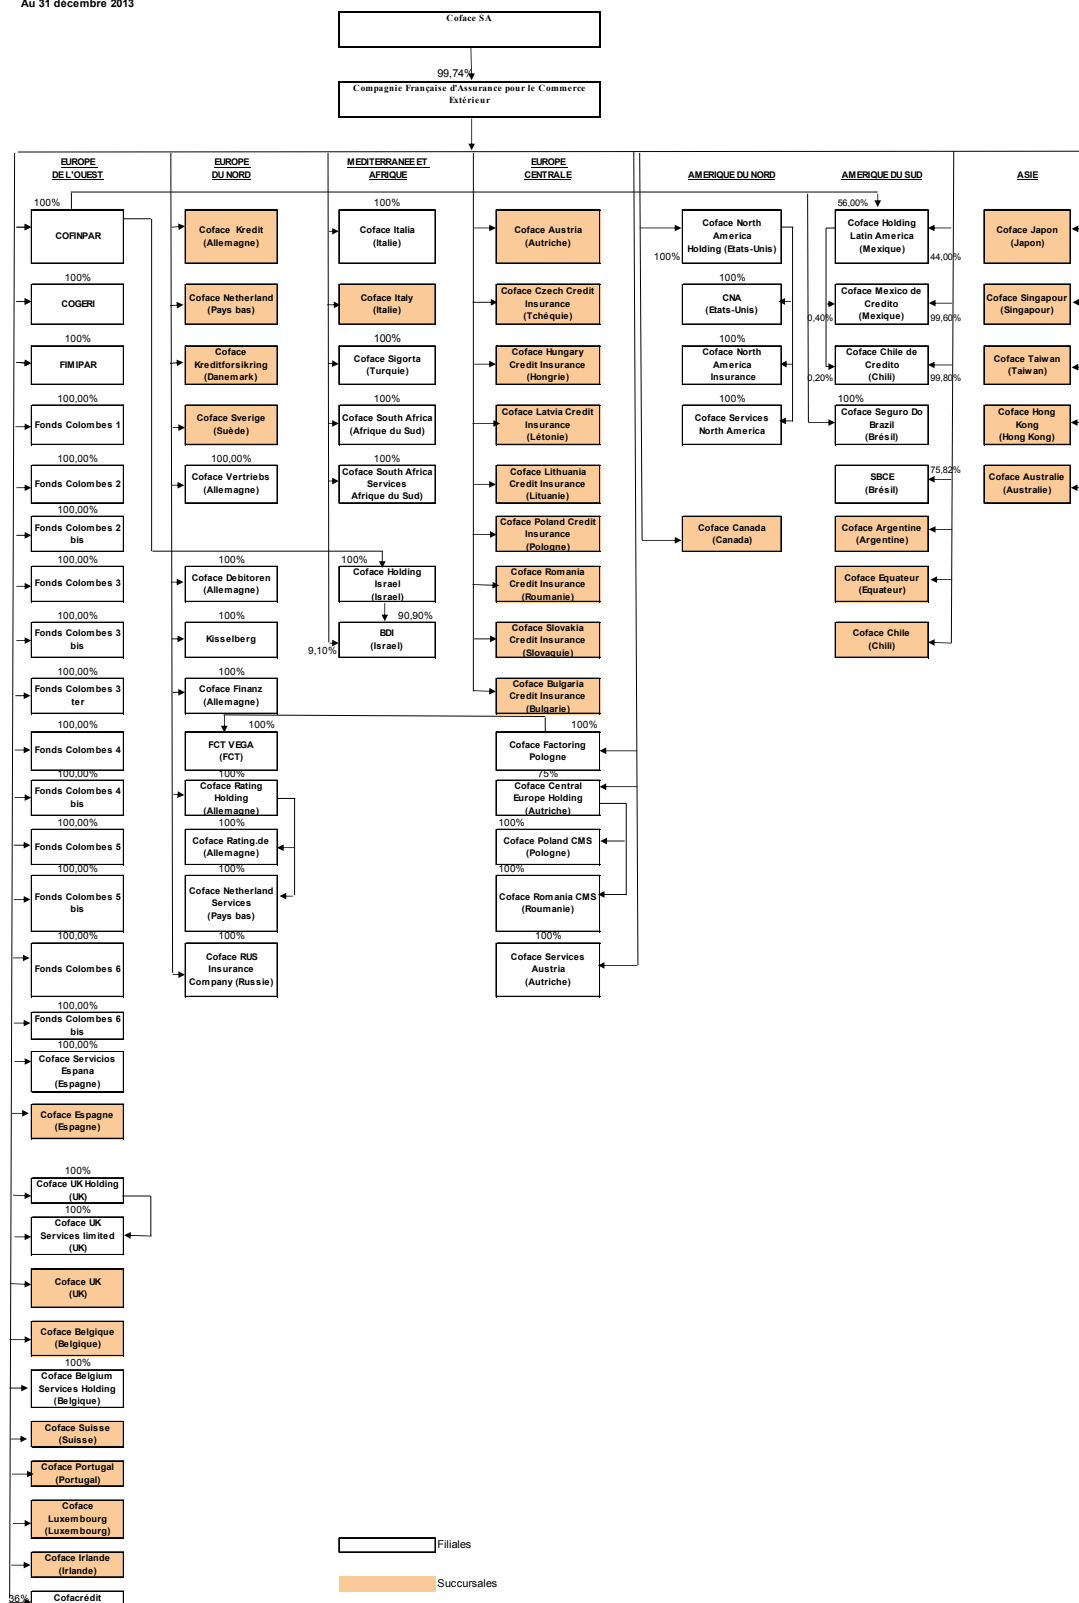 Au 31 décembre 2013
Coface SA
99,74%
Compagnie Française d'Assurance pour le Commerce
Extérieur
EUROPE
DE L'OUEST
100%
COFINPAR
100%
COGERI
100%
FIMIPAR
100,00%
Fonds Colombes 1
100,00%
Fonds Colombes 2
100,00%
Fonds Colombes 2
bis
100,00%
Fonds Colombes 3
100,00%
Fonds Colombes 3
bis
100,00%
Fonds Colombes 3
ter
100,00%
Fonds Colombes 4
100,00%
Fonds Colombes 4
bis
100,00%
Fonds Colombes 5
100,00%
Fonds Colombes 5
bis
100,00%
Fonds Colombes 6
100,00%
Fonds Colombes 6
bis
100,00%
Coface Servicios
Espana
(Espagne)
Coface Espagne
(Espagne)
100%
Coface UK Holding
(UK)
100%
Coface UK
Services limited
(UK)
Coface UK
(UK)
Coface Belgique
(Belgique)
100%
Coface Belgium
Services Holding
(Belgique)
Coface Suisse
(Suisse)
Coface Portugal
(Portugal)
Coface
Luxembourg
(Luxembourg)
Coface Irlande
(Irlande)
36%
Cofacrédit
EUROPE
DU NORD
Coface Kredit
(Allemagne)
Coface Netherland
(Pays bas)
Coface
Kreditforsikring
(Danemark)
Coface Sverige
(Suède)
100,00%
Coface Vertriebs
(Allemagne)
100%
Coface Debitoren
(Allemagne)
100%
Kisselberg
100%
Coface Finanz
(Allemagne)
100%
FCT VEGA
(FCT)
100%
Coface Rating
Holding
(Allemagne)
100%
Coface Rating.de
(Allemagne)
100%
Coface Netherland
Services
(Pays bas)
100%
Coface RUS
Insurance
Company (Russie)
MEDITERRANEE ET
AFRIQUE
100%
Coface Italia
(Italie)
Coface Italy
(Italie)
100%
Coface Sigorta
(Turquie)
100%
Coface South Africa
(Afrique du Sud)
100%
Coface South Africa
Services
Afrique du Sud)
100%
Coface Holding
Israel
(Israel)
90,90%
BDI
(Israel)
9,10%
EUROPE
CENTRALE
Coface Austria
(Autriche)
Coface Czech Credit
Insurance
(Tchéquie)
Coface Hungary
Credit Insurance
(Hongrie)
Coface Latvia Credit
Insurance
(Létonie)
Coface Lithuania
Credit Insurance
(Lituanie)
Coface Poland Credit
Insurance
(Pologne)
Coface Romania
Credit Insurance
(Roumanie)
Coface Slovakia
Credit Insurance
(Slovaquie)
Coface Bulgaria
Credit Insurance
(Bulgarie)
100%
Coface Factoring
Pologne
75%
Coface Central
Europe Holding
(Autriche)
100%
Coface Poland CMS
(Pologne)
100%
Coface Romania CMS
(Roumanie)
100%
Coface Services
Austria
(Autriche)
AMERIQUE DU NORD
Coface North
America
Holding (Etats-Unis)
100%
100%
CNA
(Etats-Unis)
100%
Coface North
America
Insurance
100%
Coface Services
North America
Coface Canada
(Canada)
AMERIQUE DU SUD
56,00%
Coface Holding
Latin America
(Mexique)
44,00%
Coface Mexico de
Credito
(Mexique)
0,40%
99,60%
Coface Chile de
Credito
(Chili)
0,20%
99,80%
100%
Coface Seguro Do
Brazil
(Brésil)
75,82%
SBCE
(Brésil)
Coface Argentine
(Argentine)
Coface Equateur
(Equateur)
Coface Chile
(Chili)
ASIE
Coface Japon
(Japon)
Coface Singapour
(Singapour)
Coface Taiwan
(Taiwan)
Coface Hong
Kong
(Hong Kong)
Coface Australie
(Australie)
Filiales
Succursales